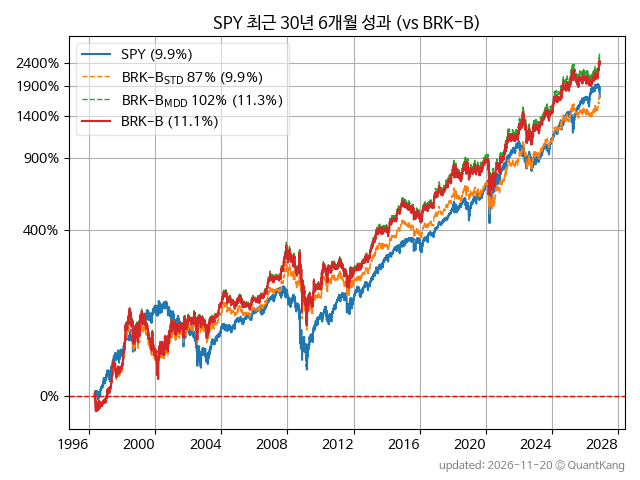 SPY 최근 30년 6개월 성과 (vs BRK-B)
SPY (9.9%)
BRK-BSTD 87% (9.9%)
BRK-BMDD 102% (11.3%)
BRK-B (11.1%)
2400%
1900%
1400%
900%
400%
0%
1996 2000 2004 2008 2012 2016 2020 2024 2028
updated: 2026-11-20 © QuantKang